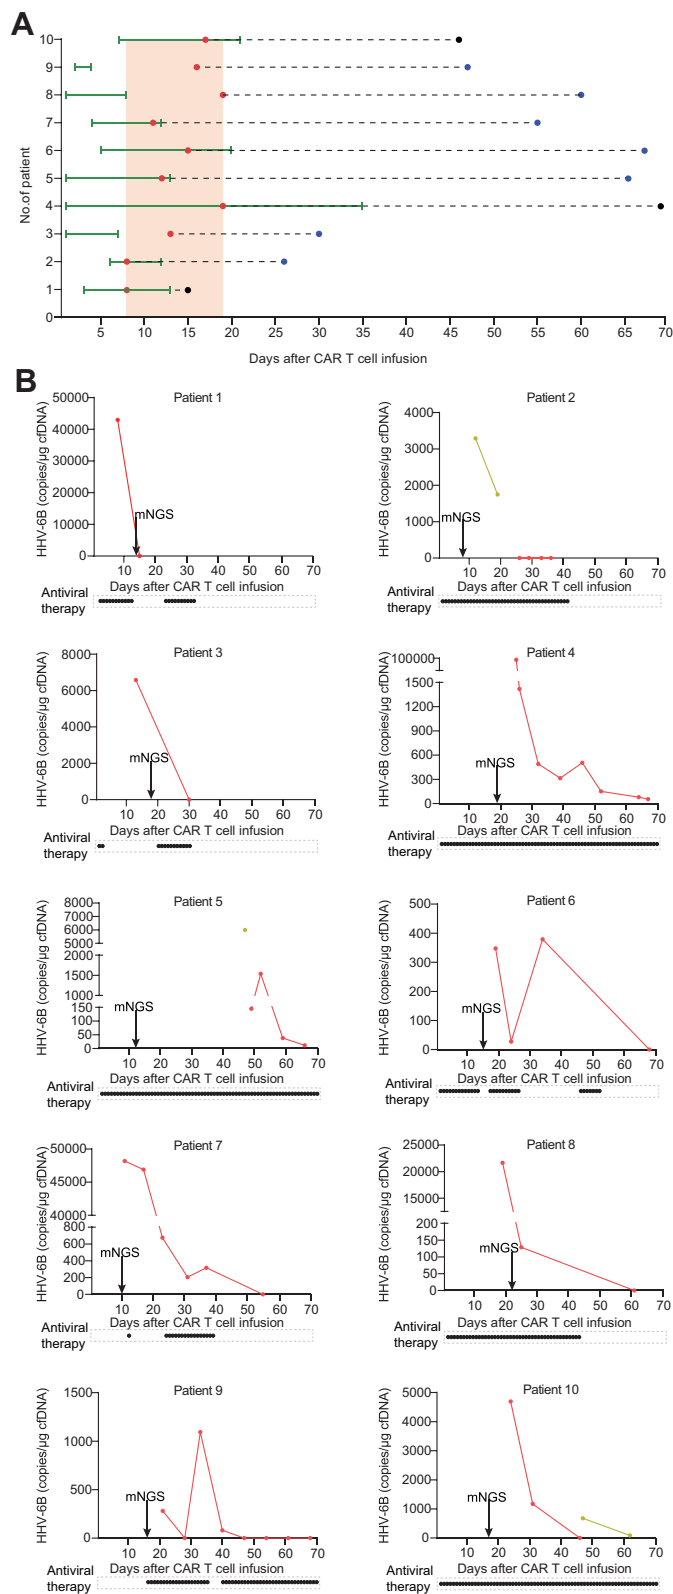 A
No.of patient
10
9
8
7
6
5
4
3
2
1
0
5 10 15 20 25 30 35 40 45 50 55 60 65 70
Days after CAR T cell infusion
B
Patient 1
HHV-6B (copies/μg cfDNA)
50000
40000
30000
20000
10000
0
mNGS
10 20 30 40 50 60 70
Days after CAR T cell infusion
Antiviral
therapy
Patient 2
HHV-6B (copies/μg cfDNA)
4000
3000
2000
1000
0
mNGS
10 20 30 40 50 60 70
Days after CAR T cell infusion
Antiviral
therapy
Patient 3
HHV-6B (copies/μg cfDNA)
8000
6000
4000
2000
0
mNGS
10 20 30 40 50 60 70
Days after CAR T cell infusion
Antiviral
therapy
Patient 4
HHV-6B (copies/μg cfDNA)
100000
1500
1200
900
600
300
0
mNGS
10 20 30 40 50 60 70
Days after CAR T cell infusion
Antiviral
therapy
Patient 5
HHV-6B (copies/μg cfDNA)
8000
7000
6000
5000
2000
1500
1000
150
100
50
0
mNGS
10 20 30 40 50 60 70
Days after CAR T cell infusion
Antiviral
therapy
Patient 6
HHV-6B (copies/μg cfDNA)
500
400
300
200
100
0
mNGS
10 20 30 40 50 60 70
Days after CAR T cell infusion
Antiviral
therapy
Patient 7
HHV-6B (copies/μg cfDNA)
50000
45000
40000
800
600
400
200
0
mNGS
10 20 30 40 50 60 70
Days after CAR T cell infusion
Antiviral
therapy
Patient 8
HHV-6B (copies/μg cfDNA)
25000
20000
15000
200
150
100
50
0
mNGS
10 20 30 40 50 60 70
Days after CAR T cell infusion
Antiviral
therapy
Patient 9
HHV-6B (copies/μg cfDNA)
1500
1000
500
0
mNGS
10 20 30 40 50 60 70
Days after CAR T cell infusion
Antiviral
therapy
Patient 10
HHV-6B (copies/μg cfDNA)
5000
4000
3000
2000
1000
0
mNGS
10 20 30 40 50 60 70
Days after CAR T cell infusion
Antiviral
therapy